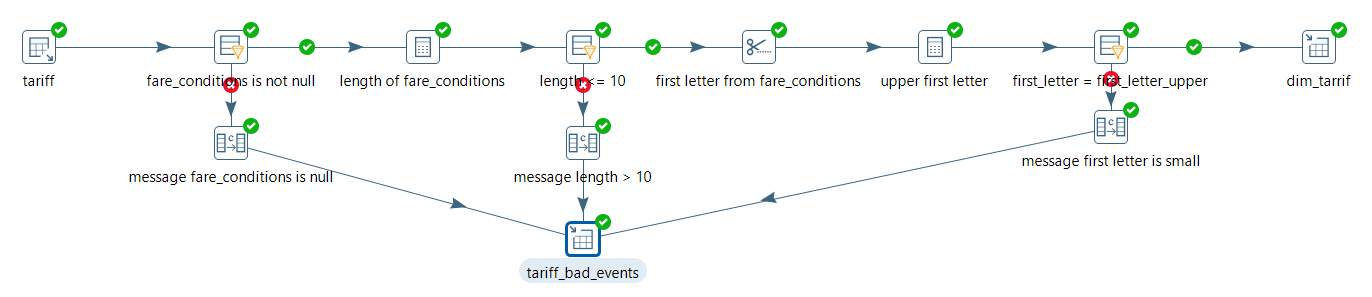 tariff
fare_conditions is not null
length of fare_conditions
length <= 10
first letter from fare_conditions
upper first letter
first_letter = first_letter_upper
dim_tarrif
message fare_conditions is null
message length > 10
message first letter is small
tariff_bad_events